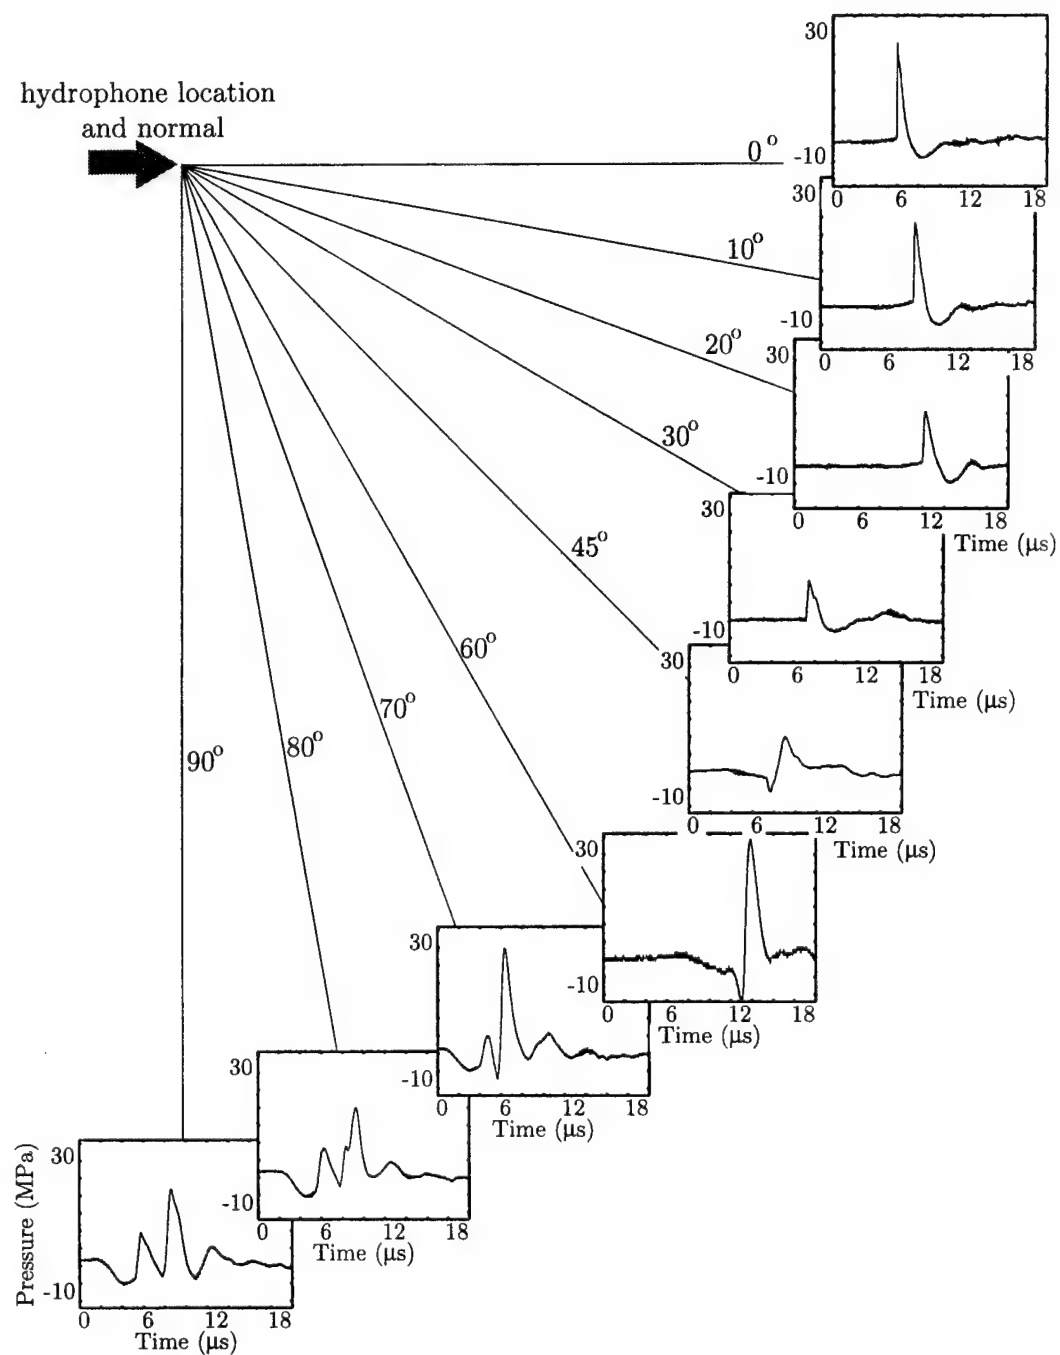 hydrophone location
and normal
0°
10°
20°
30°
45°
60°
70°
80°
90°
30
-10
0 6 12 18
30
-10
0 6 12 18
30
-10
0 6 12 18
Time (μs)
30
-10
0 6 12 18
Time (μs)
30
-10
0 6 12 18
Time (μs)
30
-10
0 6 12 18
Time (μs)
30
-10
0 6 12 18
Time (μs)
30
-10
0 6 12 18
Time (μs)
Pressure (MPa)
30
-10
0 6 12 18
Time (μs)